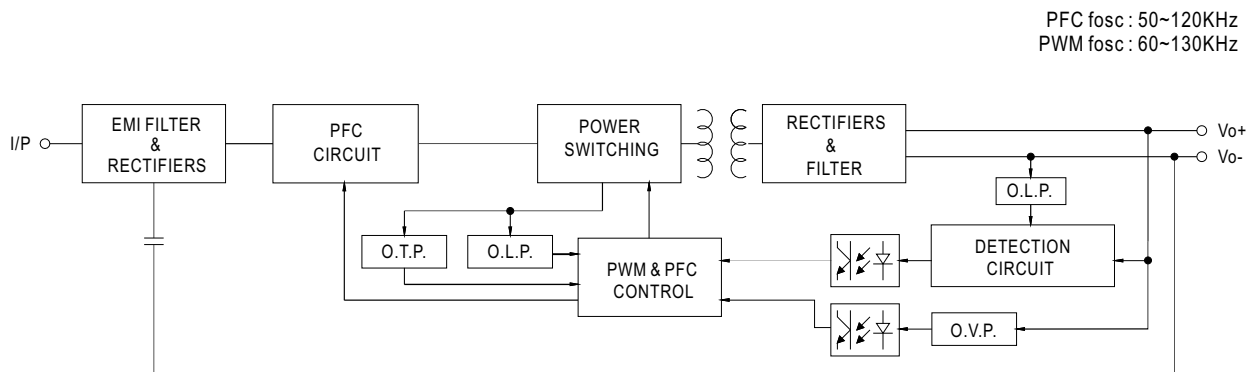 PFC fosc : 50~120KHz
PWM fosc : 60~130KHz
I/P
EMI FILTER
&
RECTIFIERS
PFC
CIRCUIT
POWER
SWITCHING
RECTIFIERS
&
FILTER
Vo+
Vo-
O.L.P.
O.T.P.
O.L.P.
PWM & PFC
CONTROL
DETECTION
CIRCUIT
O.V.P.